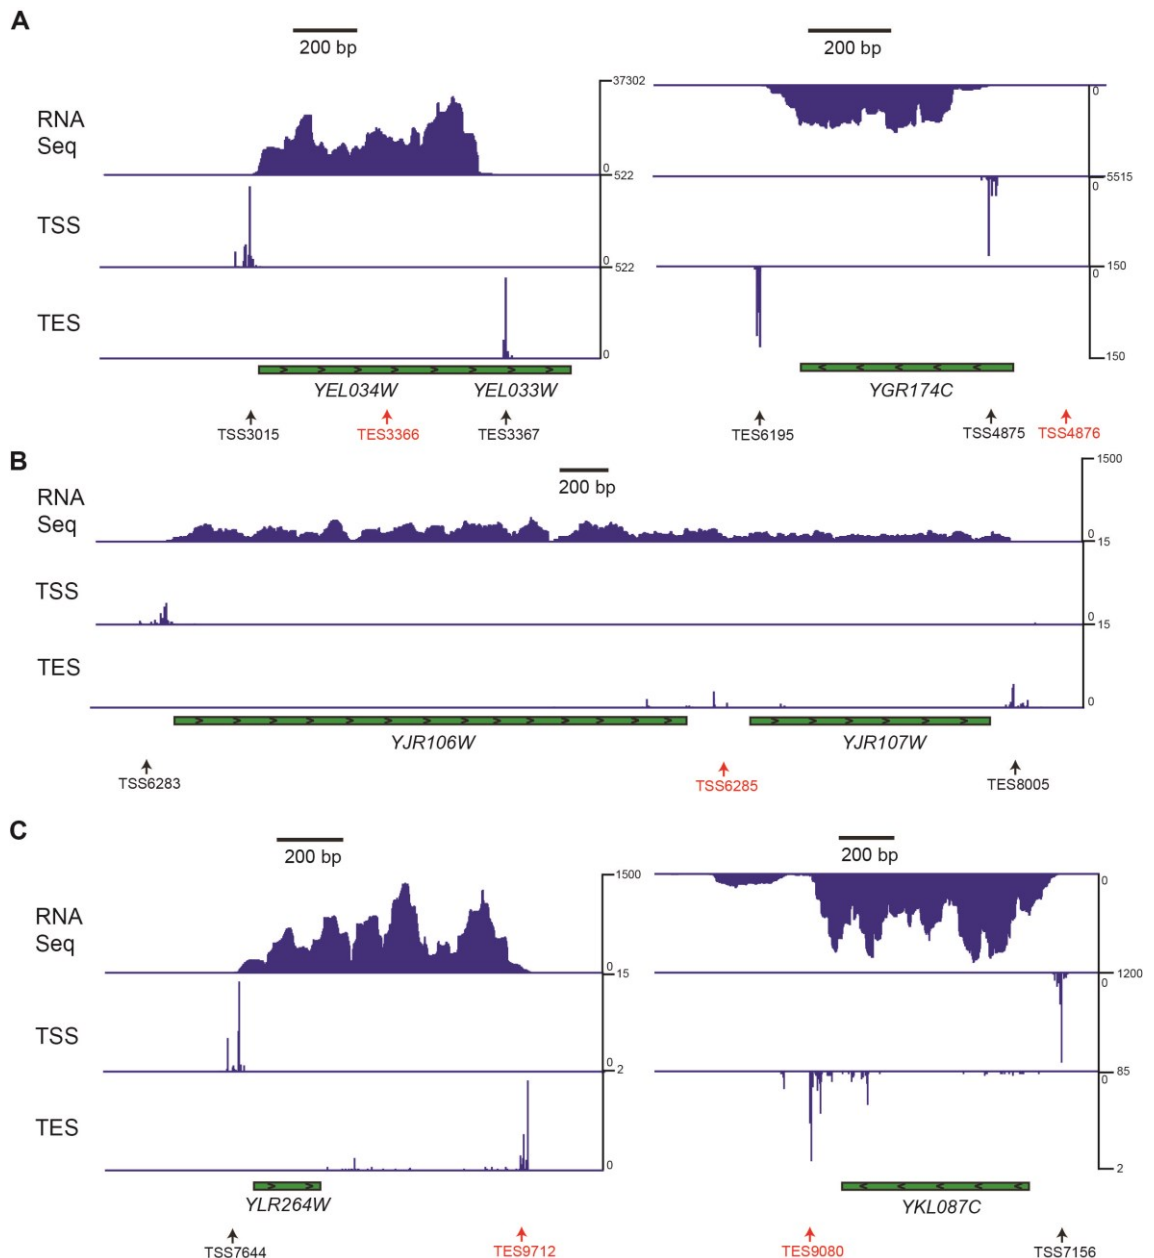 A
200 bp
200 bp
RNA
Seq
37302
0
0
5515
TSS
522
0
0
150
TES
522
0
0
150
YEL034W YEL033W
YGR174C
TSS3015 TES3366 TES3367
TES6195 TSS4875 TSS4876
B
200 bp
RNA
Seq
1500
0
TSS
15
0
TES
15
0
YJR106W YJR107W
TSS6283 TSS6285 TES8005
C
200 bp
200 bp
RNA
Seq
1500
0
0
1200
TSS
15
0
0
85
TES
2
0
0
2
YLR264W
YKL087C
TSS7644 TES9712
TES9080 TSS7156